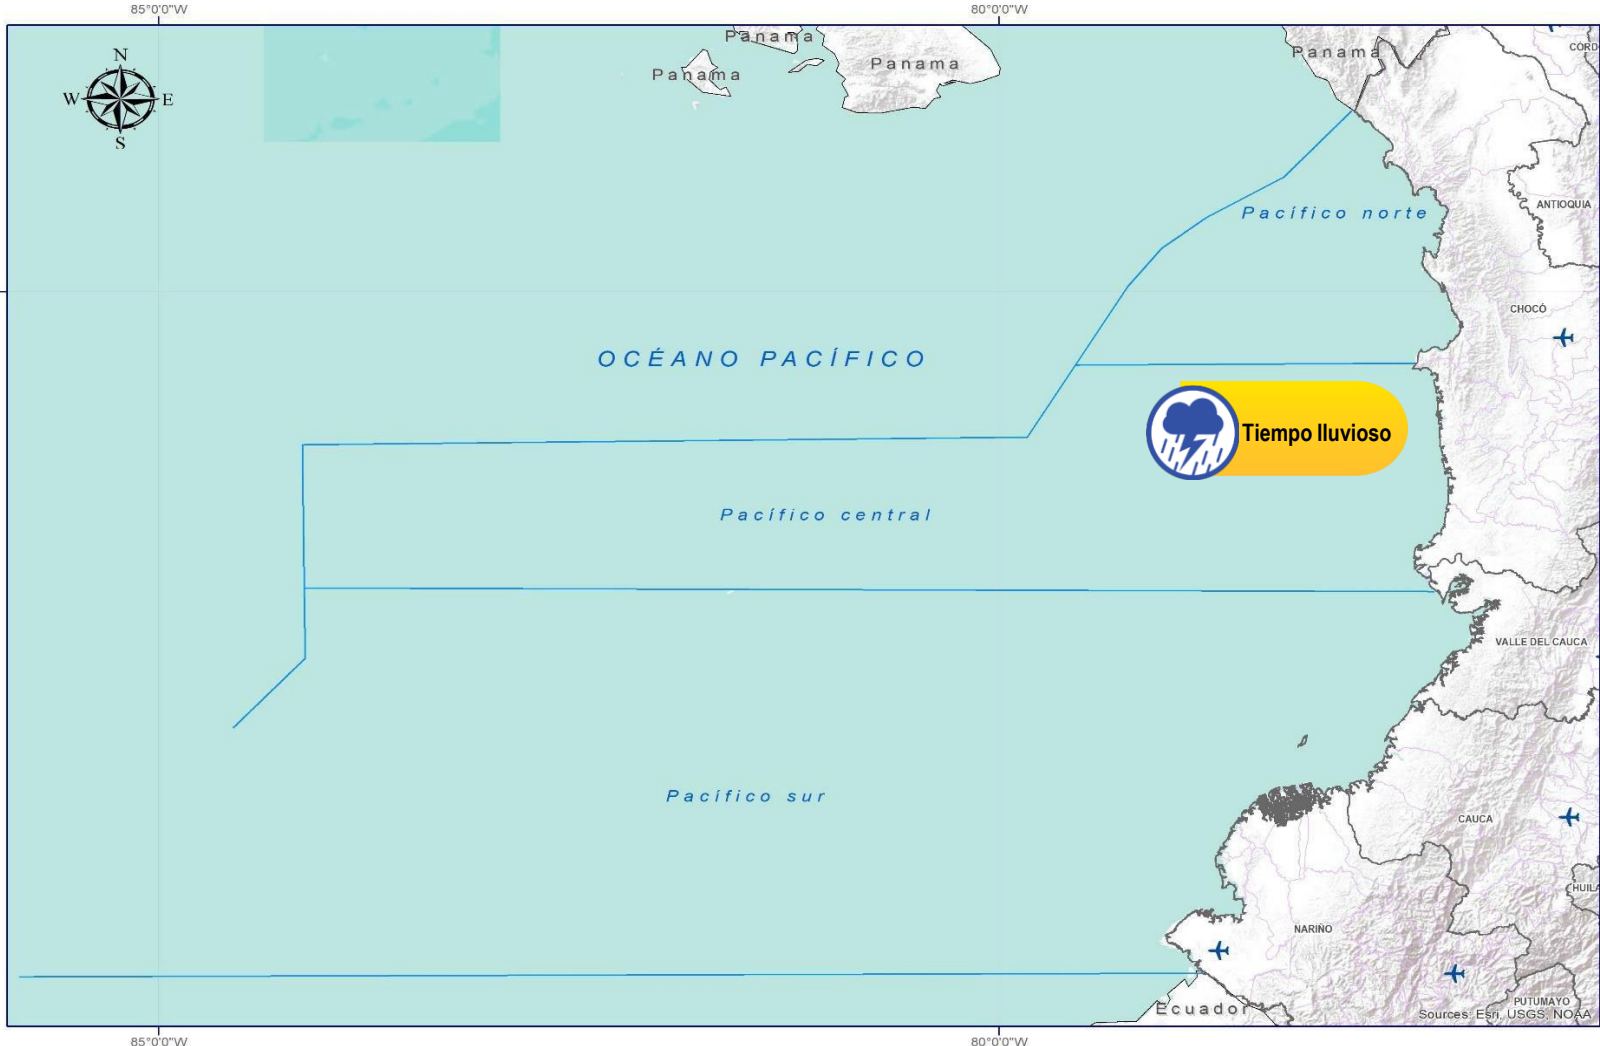 85°0'0"W
80°0'0"W
Panama
Panama
Panama
Panama
N
W
E
S
ANTIOQUIA
Pacífico norte
CHOCÓ
OCÉANO PACÍFICO
Tiempo lluvioso
Pacífico central
VALLE DEL CAUCA
Pacífico sur
CAUCA
HUILA
NARIÑO
PUTUMAYO
Ecuador
Sources: Esri, USGS, NOAA
85°0'0"W
80°0'0"W